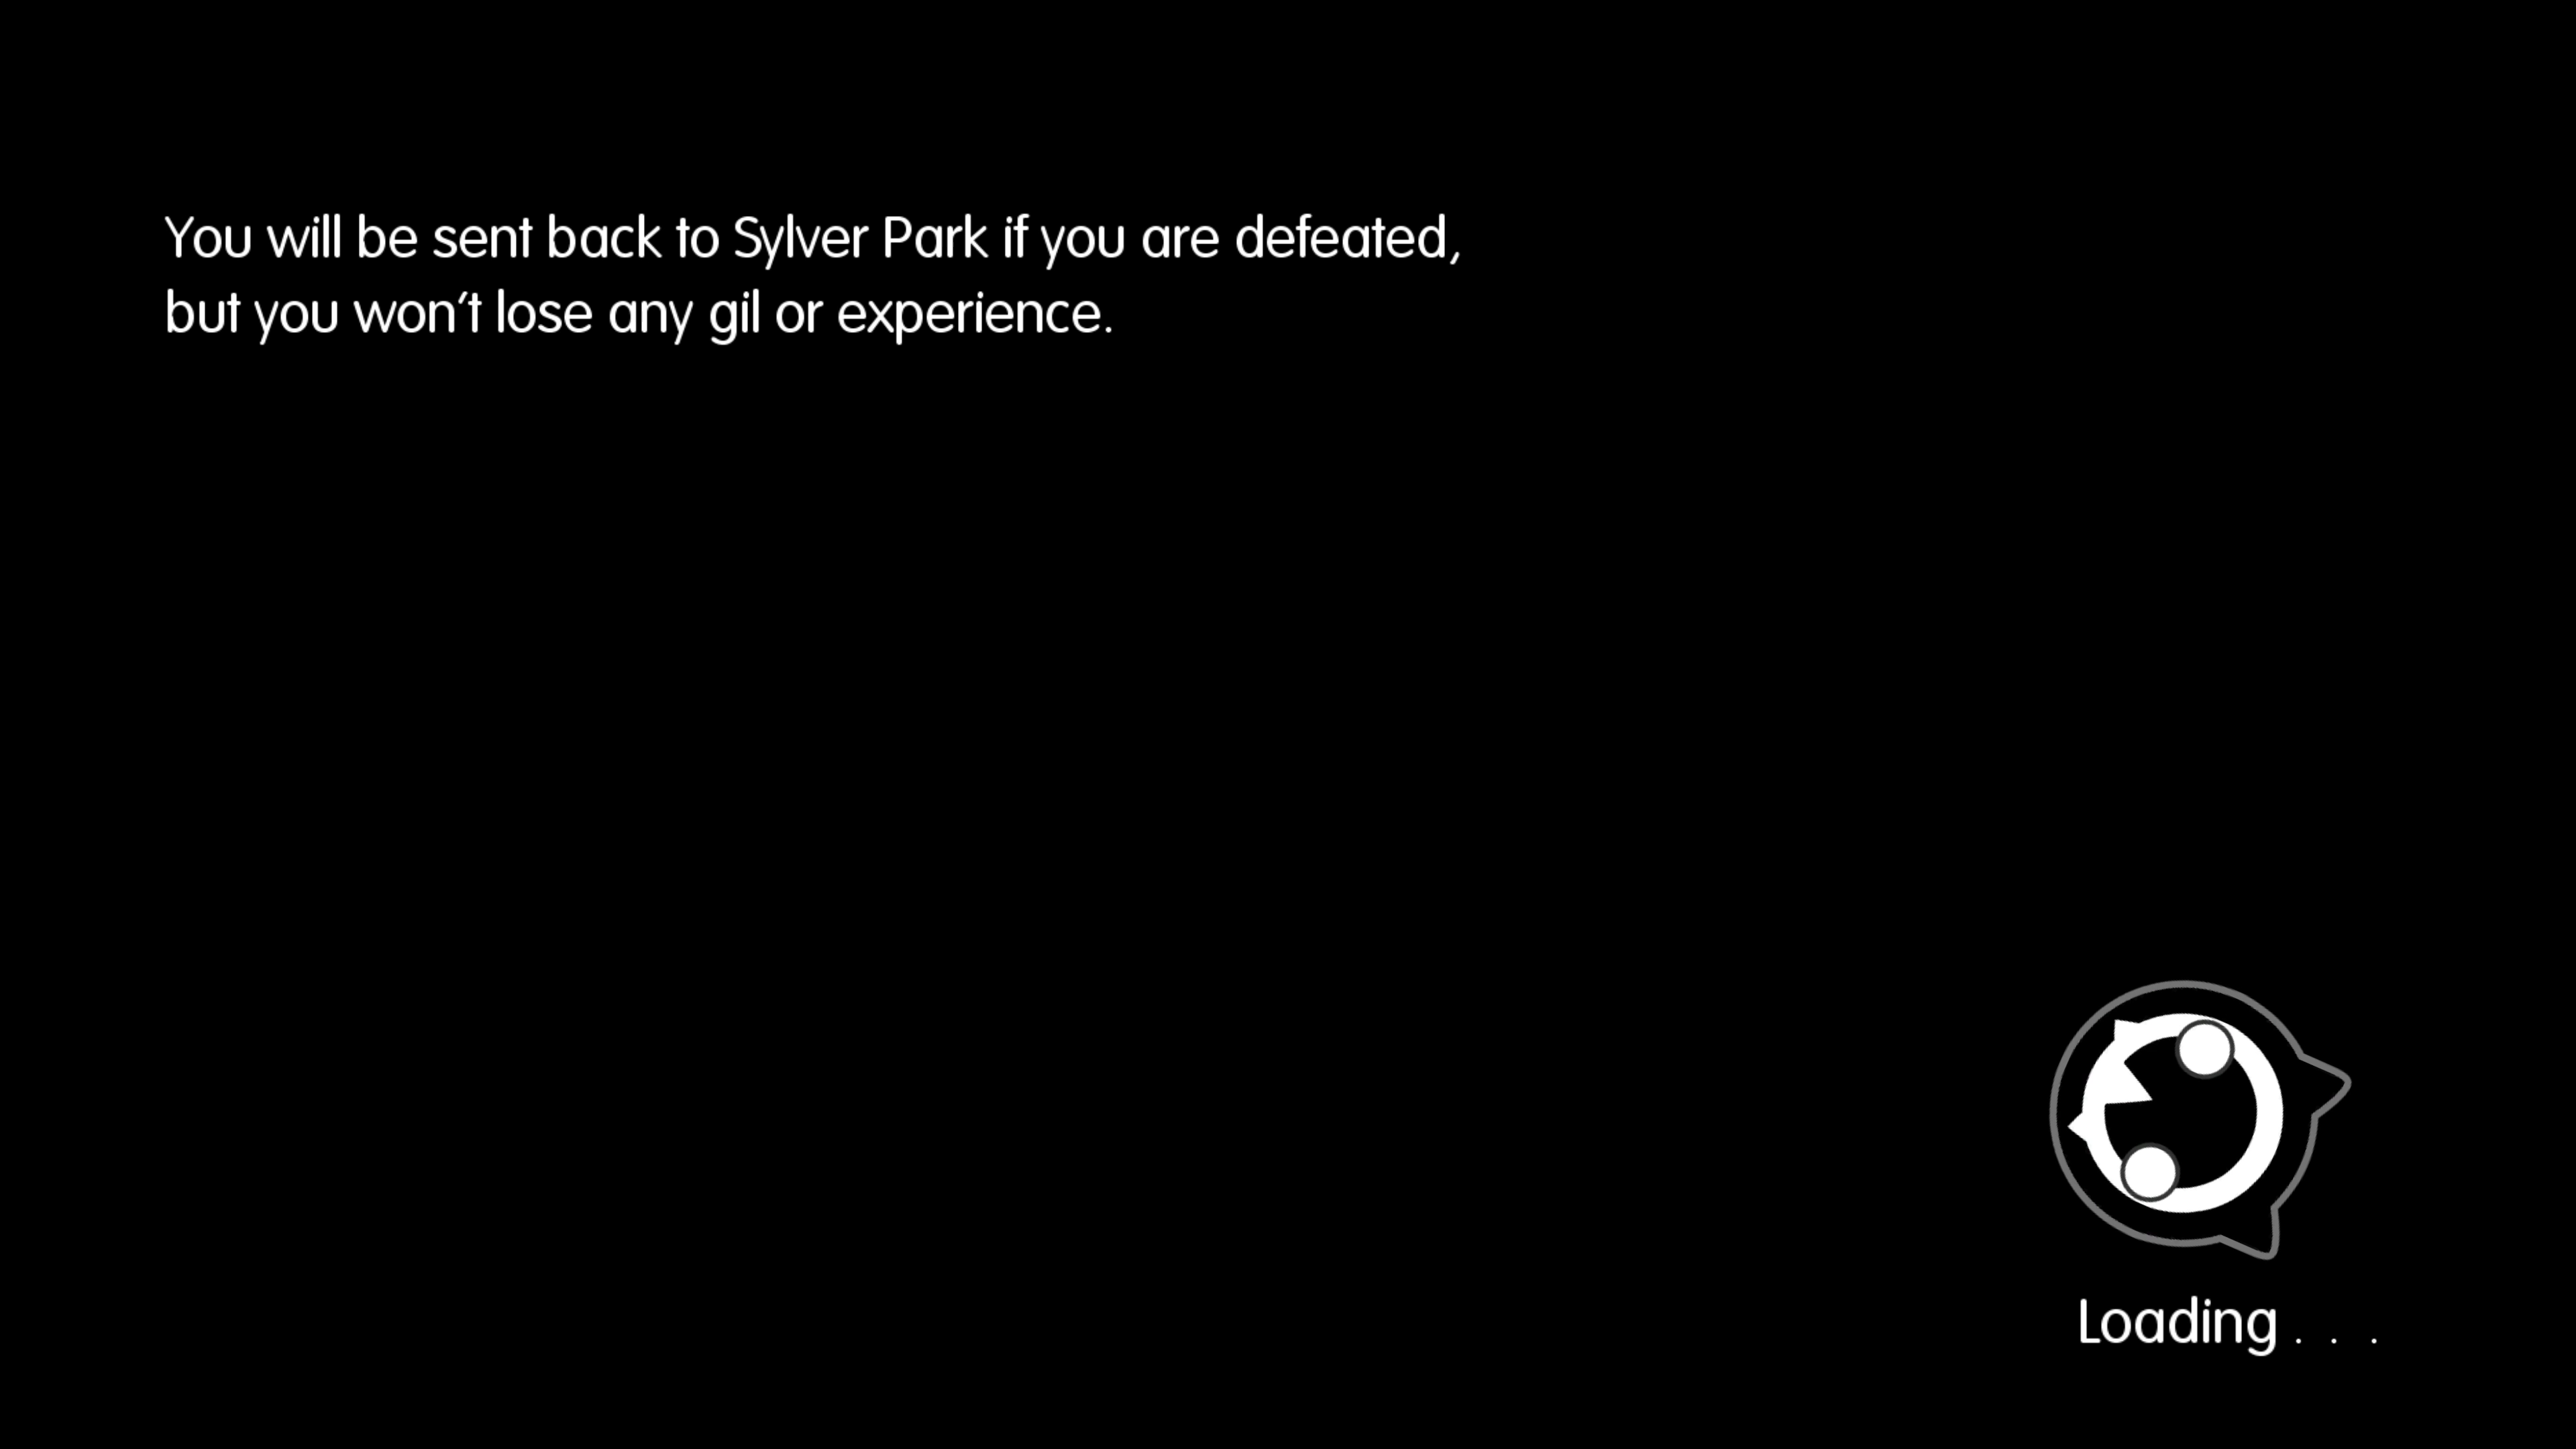 You will be sent back to Sylver Park if you are defeated,
but you won't lose any gil or experience.
Loading . . .